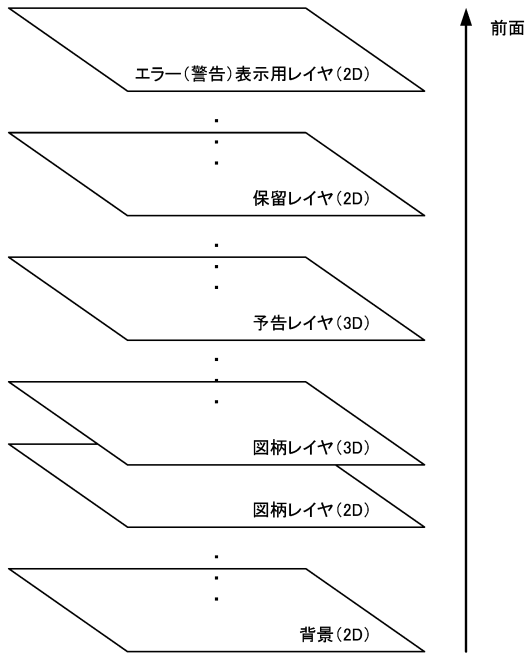 前面
エラー（警告）表示用レイヤ（2D）
保留レイヤ（2D）
予告レイヤ（3D）
図柄レイヤ（3D）
図柄レイヤ（2D）
背景（2D）